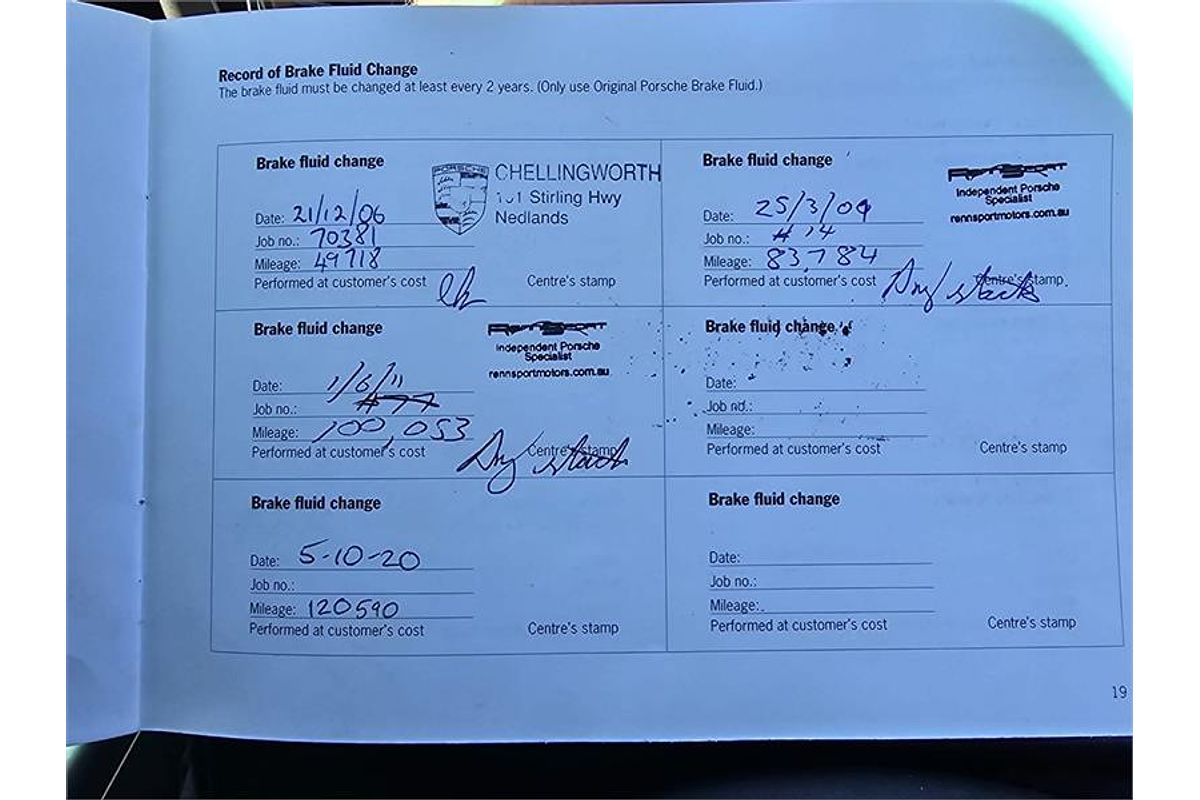 Record of Brake Fluid Change
The brake fluid must be changed at least every 2 years. (Only use Original Porsche Brake Fluid.)
Brake fluid change
PORSCHE
CHELLINGWORTH
Stirling Hwy
Nedlands
Date: 21/12/06
Job no.: 70381
Mileage: 49718
Performed at customer's cost
Centre's stamp
Brake fluid change
RENNSPORT
Independent Porsche
Specialist
rennsportmotors.com.au
Date: 25/3/09
Job no.: #14
Mileage: 83,784
Performed at customer's cost
Centre's stamp
Brake fluid change
RENNSPORT
Independent Porsche
Specialist
rennsportmotors.com.au
Date: 1/6/11
Job no.: #77
Mileage: 100,053
Performed at customer's cost
Centre's stamp
Brake fluid change
Date:
Job no.:
Mileage:
Performed at customer's cost
Centre's stamp
Brake fluid change
Date: 5-10-20
Job no.:
Mileage: 120590
Performed at customer's cost
Centre's stamp
Brake fluid change
Date:
Job no.:
Mileage:
Performed at customer's cost
Centre's stamp
19